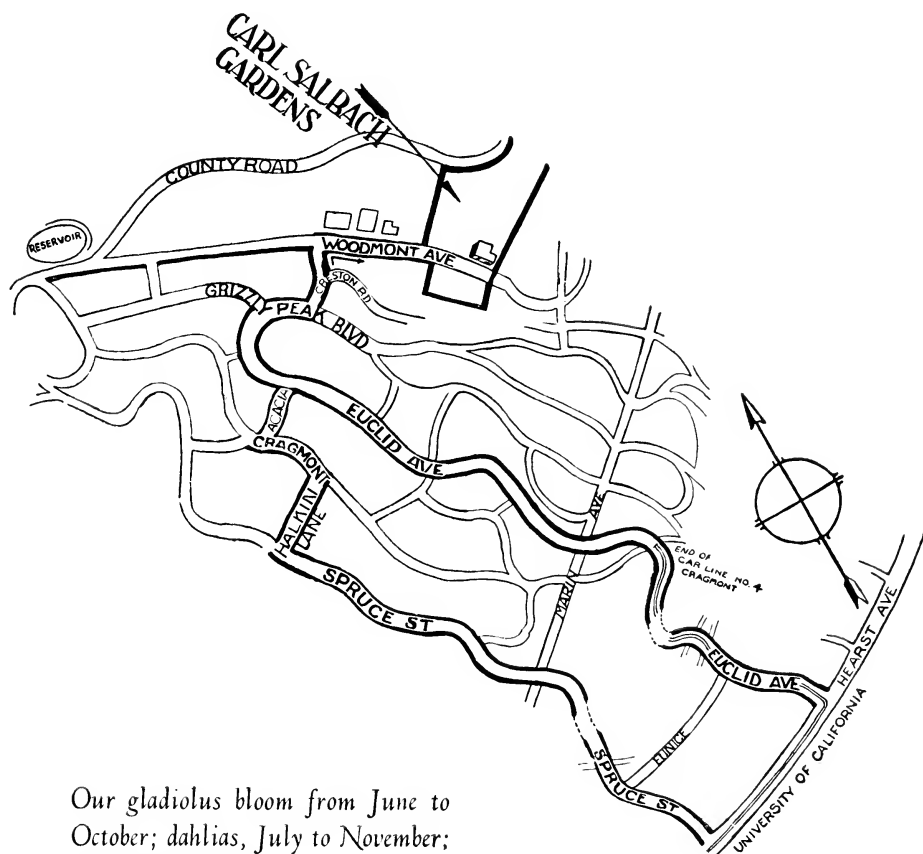 CARL SALBACH
GARDENS
COUNTY ROAD
RESERVOIR
WOODMONT AVE
CRESTON RD
GRIZZLY PEAK BLVD
ACACIA
EUCLID AVE
CRAGMONT
HALKIN
LANE
SPRUCE ST
MARIN AVE
END OF
CAR LINE NO. 4
CRAGMONT
HEARST AVE
EUCLID AVE
EUNICE
SPRUCE ST
UNIVERSITY OF CALIFORNIA
Our gladiolus bloom from June to
October; dahlias, July to November;